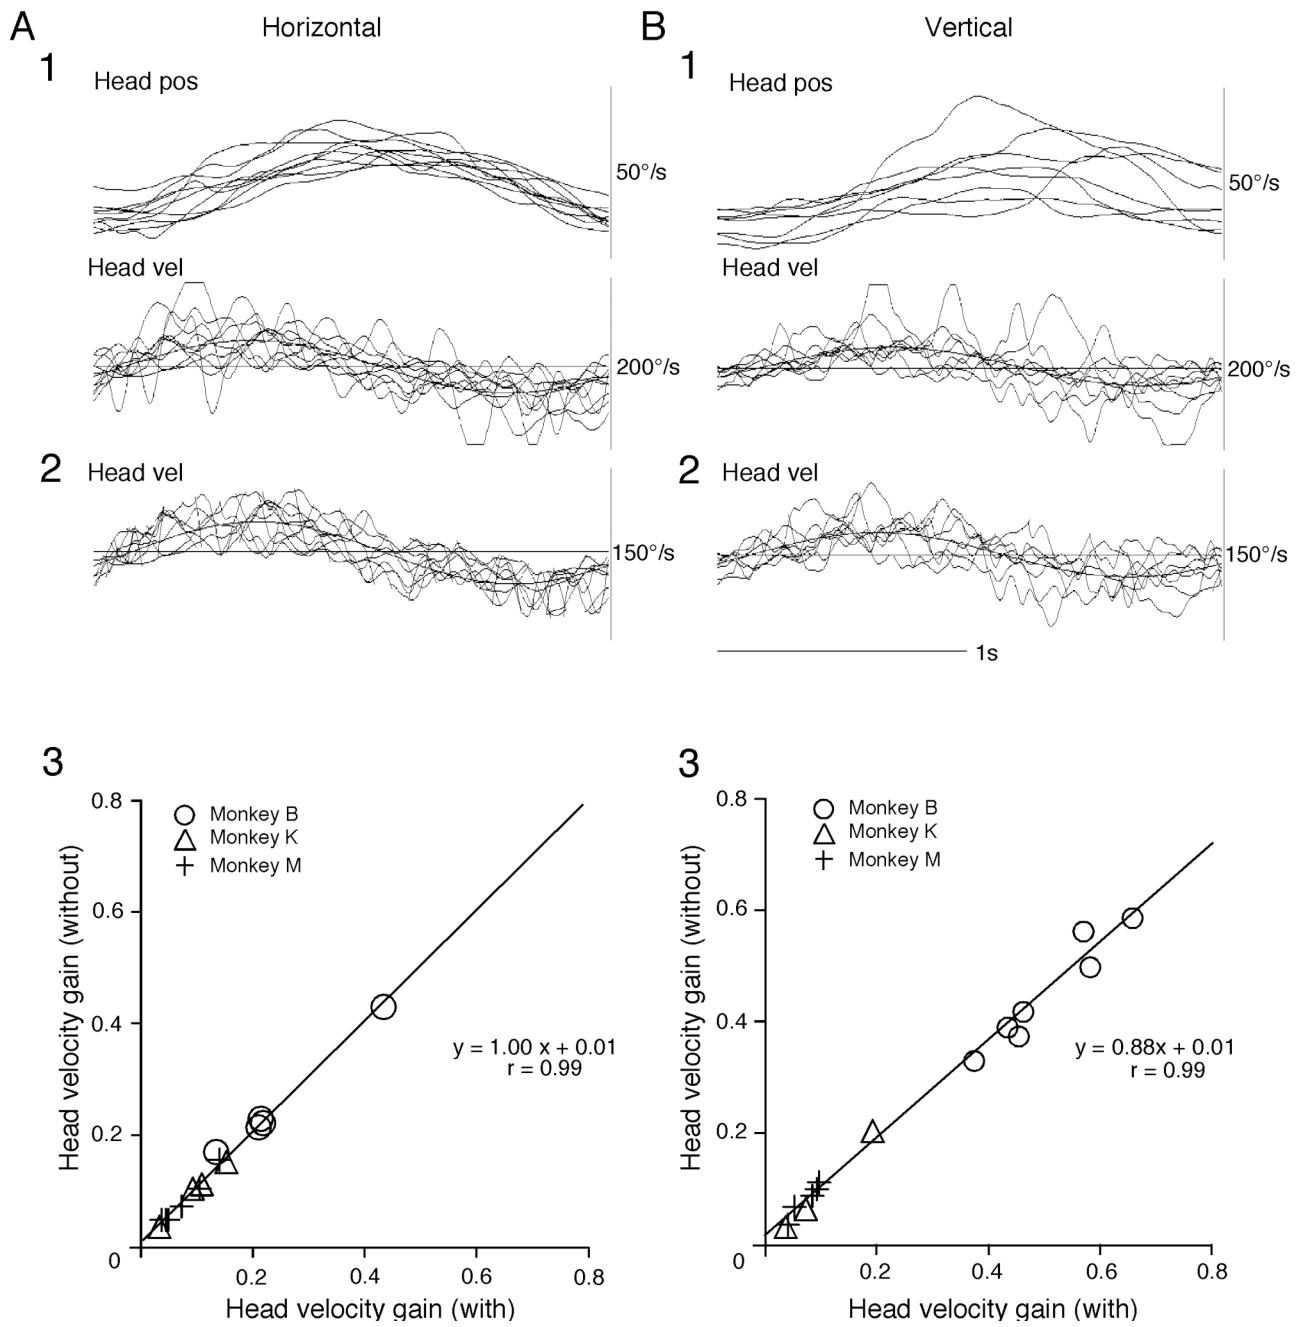 A
Horizontal
1
Head pos
50°/s
Head vel
200°/s
2
Head vel
150°/s
3
0.8
0.6
0.4
0.2
0
0.2
0.4
0.6
0.8
Monkey B
Monkey K
Monkey M
y = 1.00 x + 0.01
r = 0.99
Head velocity gain (without)
Head velocity gain (with)
B
Vertical
1
Head pos
50°/s
Head vel
200°/s
2
Head vel
150°/s
1s
3
0.8
0.6
0.4
0.2
0
0.2
0.4
0.6
0.8
Monkey B
Monkey K
Monkey M
y = 0.88x + 0.01
r = 0.99
Head velocity gain (without)
Head velocity gain (with)